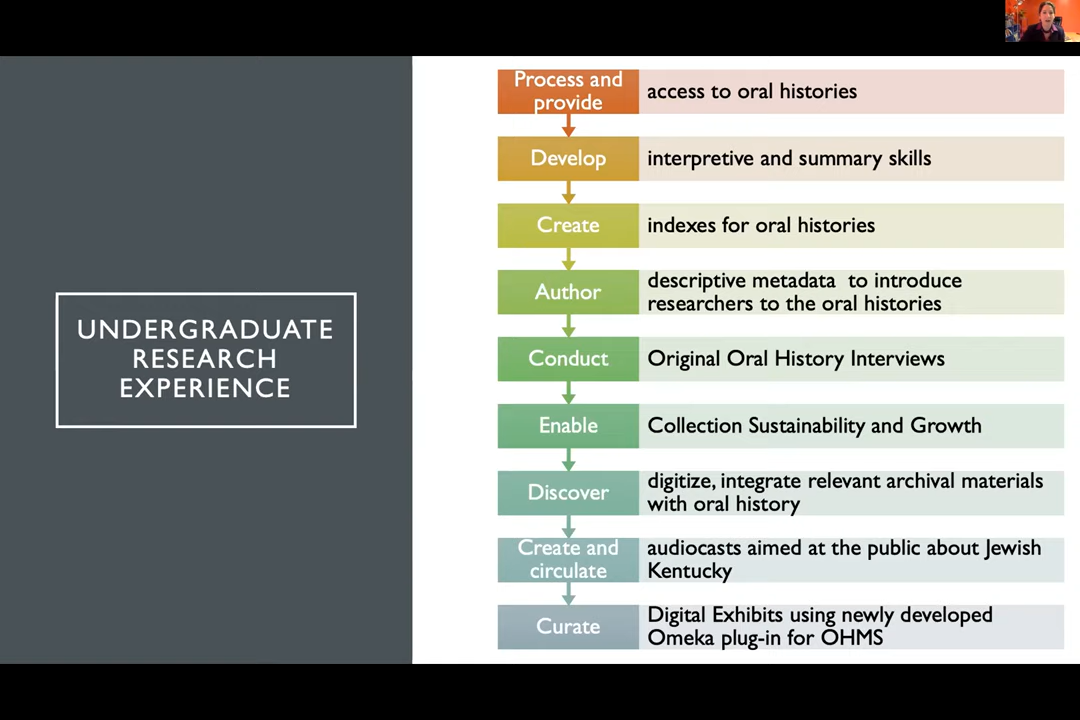 UNDERGRADUATE
RESEARCH
EXPERIENCE
Process and
provide
access to oral histories
Develop
interpretive and summary skills
Create
indexes for oral histories
Author
descriptive metadata  to introduce
researchers to the oral histories
Conduct
Original Oral History Interviews
Enable
Collection Sustainability and Growth
Discover
digitize, integrate relevant archival materials
with oral history
Create and
circulate
audiocasts aimed at the public about Jewish
Kentucky
Curate
Digital Exhibits using newly developed
Omeka plug-in for OHMS